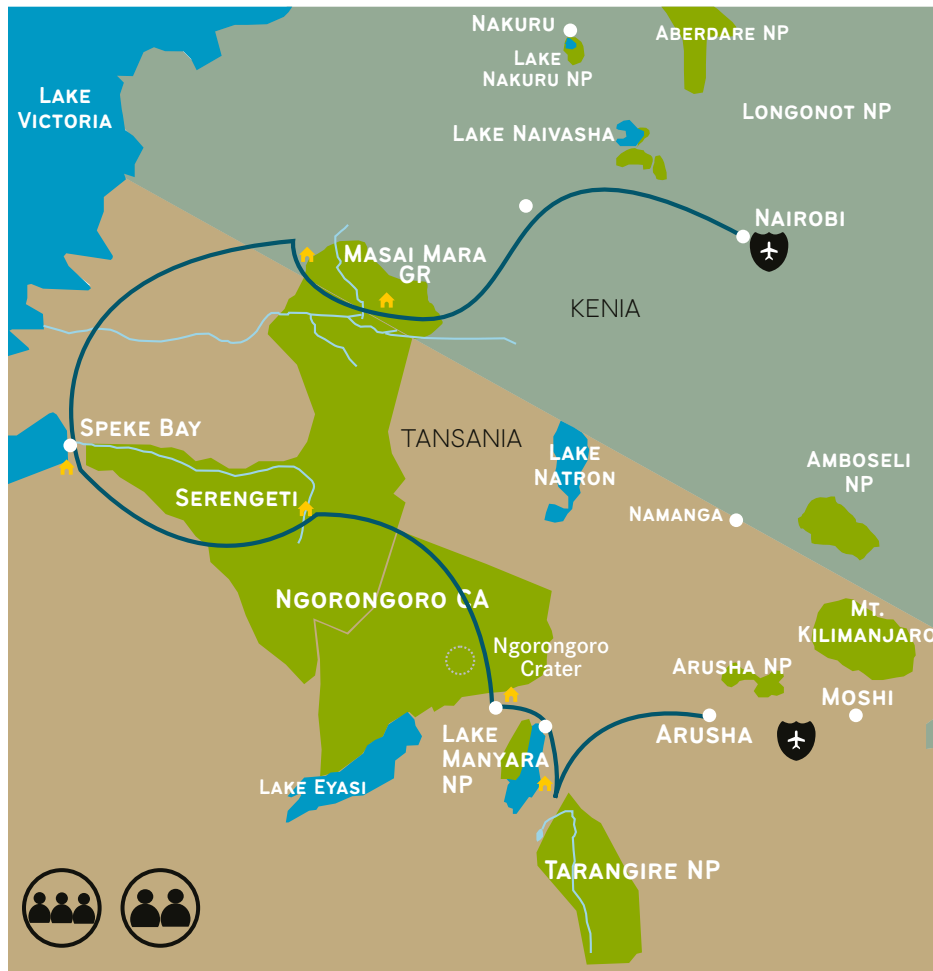 Nakuru
Lake
Nakuru NP
Aberdare NP
Lake
Victoria
Longonot NP
Lake Naivasha
Nairobi
Masai Mara
GR
KENIA
Speke Bay
TANSANIA
Lake
Natron
Amboseli
NP
Serengeti
Namanga
Ngorongoro CA
Mt.
Kilimanjaro
Ngorongoro
Crater
Arusha NP
Moshi
Lake
Manyara
NP
Arusha
Lake Eyasi
Tarangire NP